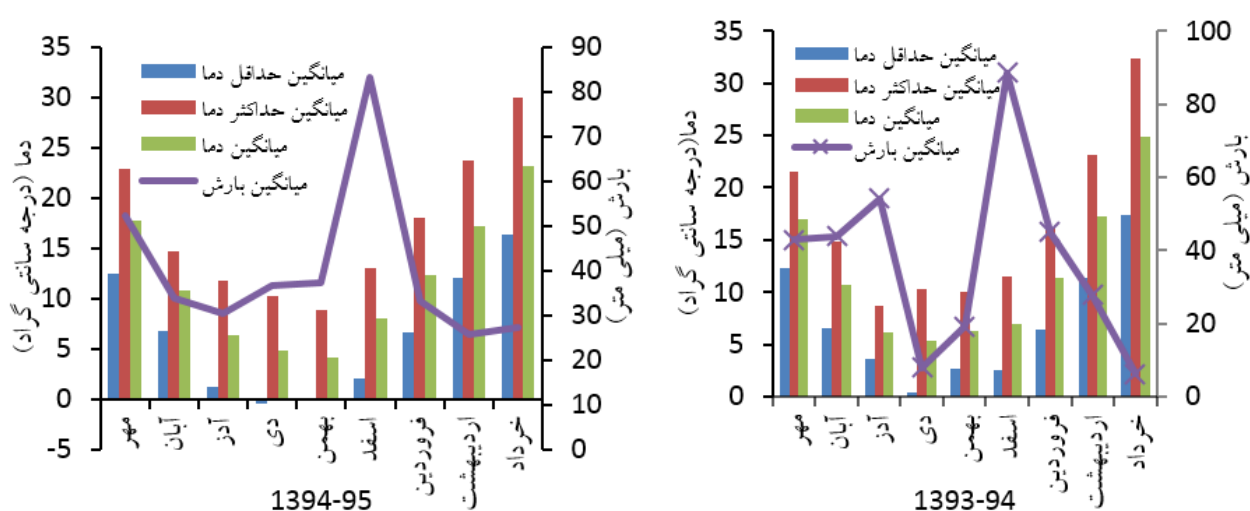 35
30
25
20
15
10
5
0
-5
دما (درجه سانتی گراد)
میانگین حداقل دما
میانگین حداکثر دما
میانگین دما
میانگین بارش
90
80
70
60
50
40
30
20
10
0
بارش (میلی متر)
مهر
آبان
آذر
دی
بهمن
اسفد
فروردین
اردیبهشت
خرداد
1394-95
35
30
25
20
15
10
5
0
دما(درجه سانتی گراد)
میانگین حداقل دما
میانگین حداکثر دما
میانگین دما
میانگین بارش
100
80
60
40
20
0
بارش (میلی متر)
مهر
آبان
آذر
دی
بهمن
اسفد
فروردین
اردیبهشت
خرداد
1393-94